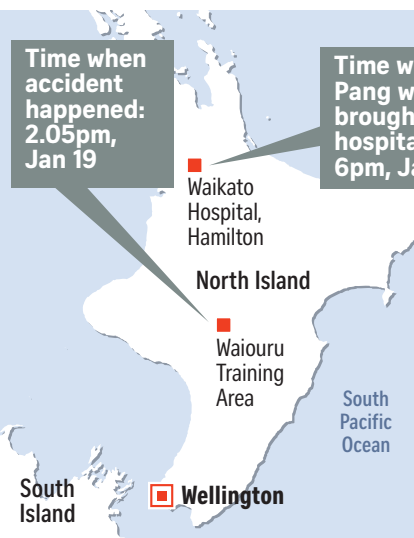 Time when
accident
happened:
2.05pm,
Jan 19
Time
Pang
brough
hospita
6pm,
Waikato
Hospital,
Hamilton
North Island
Waiouru
Training
Area
South
Pacific
Ocean
South
Island
Wellington